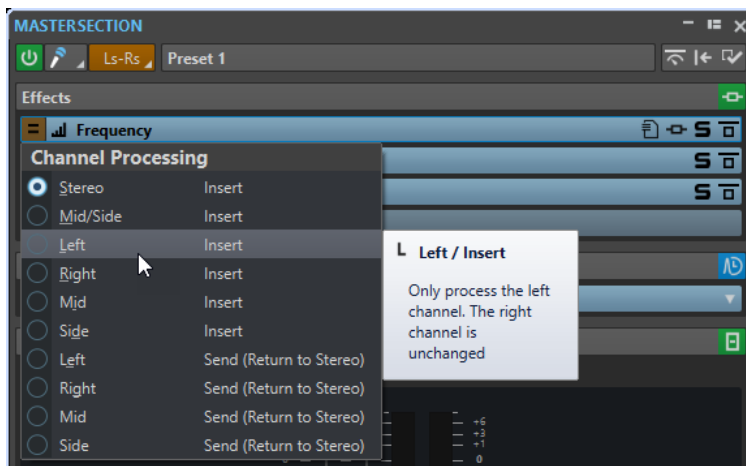 MASTERSECTION
Ls-Rs Preset 1
Effects
Frequency S
Channel Processing
S
Stereo Insert
S
Mid/Side Insert
Left Insert
Right Insert
Mid Insert
Side Insert
Left Send (Return to Stereo)
Right Send (Return to Stereo)
Mid Send (Return to Stereo)
Side Send (Return to Stereo)
L Left / Insert
Only process the left
channel. The right
channel is
unchanged
+6
+3
+1
0